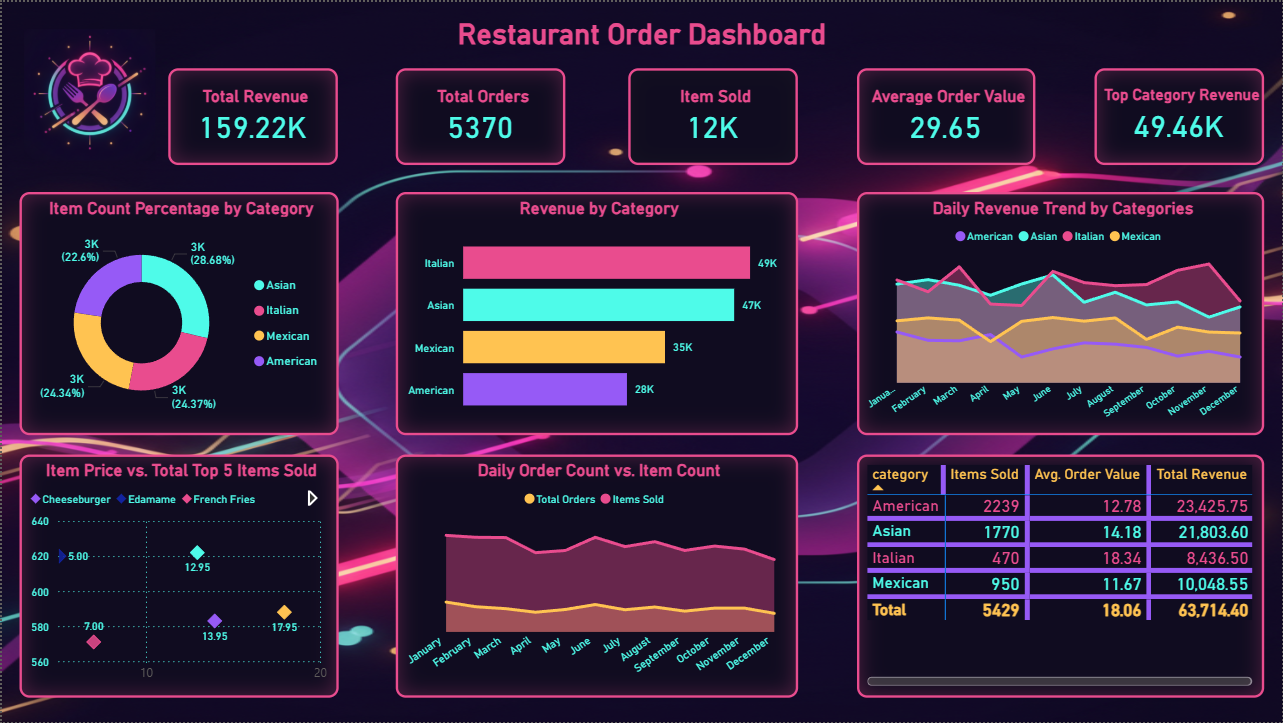 Restaurant Order Dashboard
Total Revenue
159.22K
Total Orders
5370
Item Sold
12K
Average Order Value
29.65
Top Category Revenue
49.46K
Item Count Percentage by Category
3K
(22.6%)
3K
(28.68%)
3K
(24.34%)
3K
(24.37%)
Asian
Italian
Mexican
American
Revenue by Category
Italian 49K
Asian 47K
Mexican 35K
American 28K
Daily Revenue Trend by Categories
American Asian Italian Mexican
Janua... February March April May June July August September October November December
Item Price vs. Total Top 5 Items Sold
Cheeseburger Edamame French Fries
640
620 5.00
12.95
600
580 7.00 13.95 17.95
560
10 20
Daily Order Count vs. Item Count
Total Orders Items Sold
January February March April May June July August September October November December
category Items Sold Avg. Order Value Total Revenue
American 2239 12.78 23,425.75
Asian 1770 14.18 21,803.60
Italian 470 18.34 8,436.50
Mexican 950 11.67 10,048.55
Total 5429 18.06 63,714.40